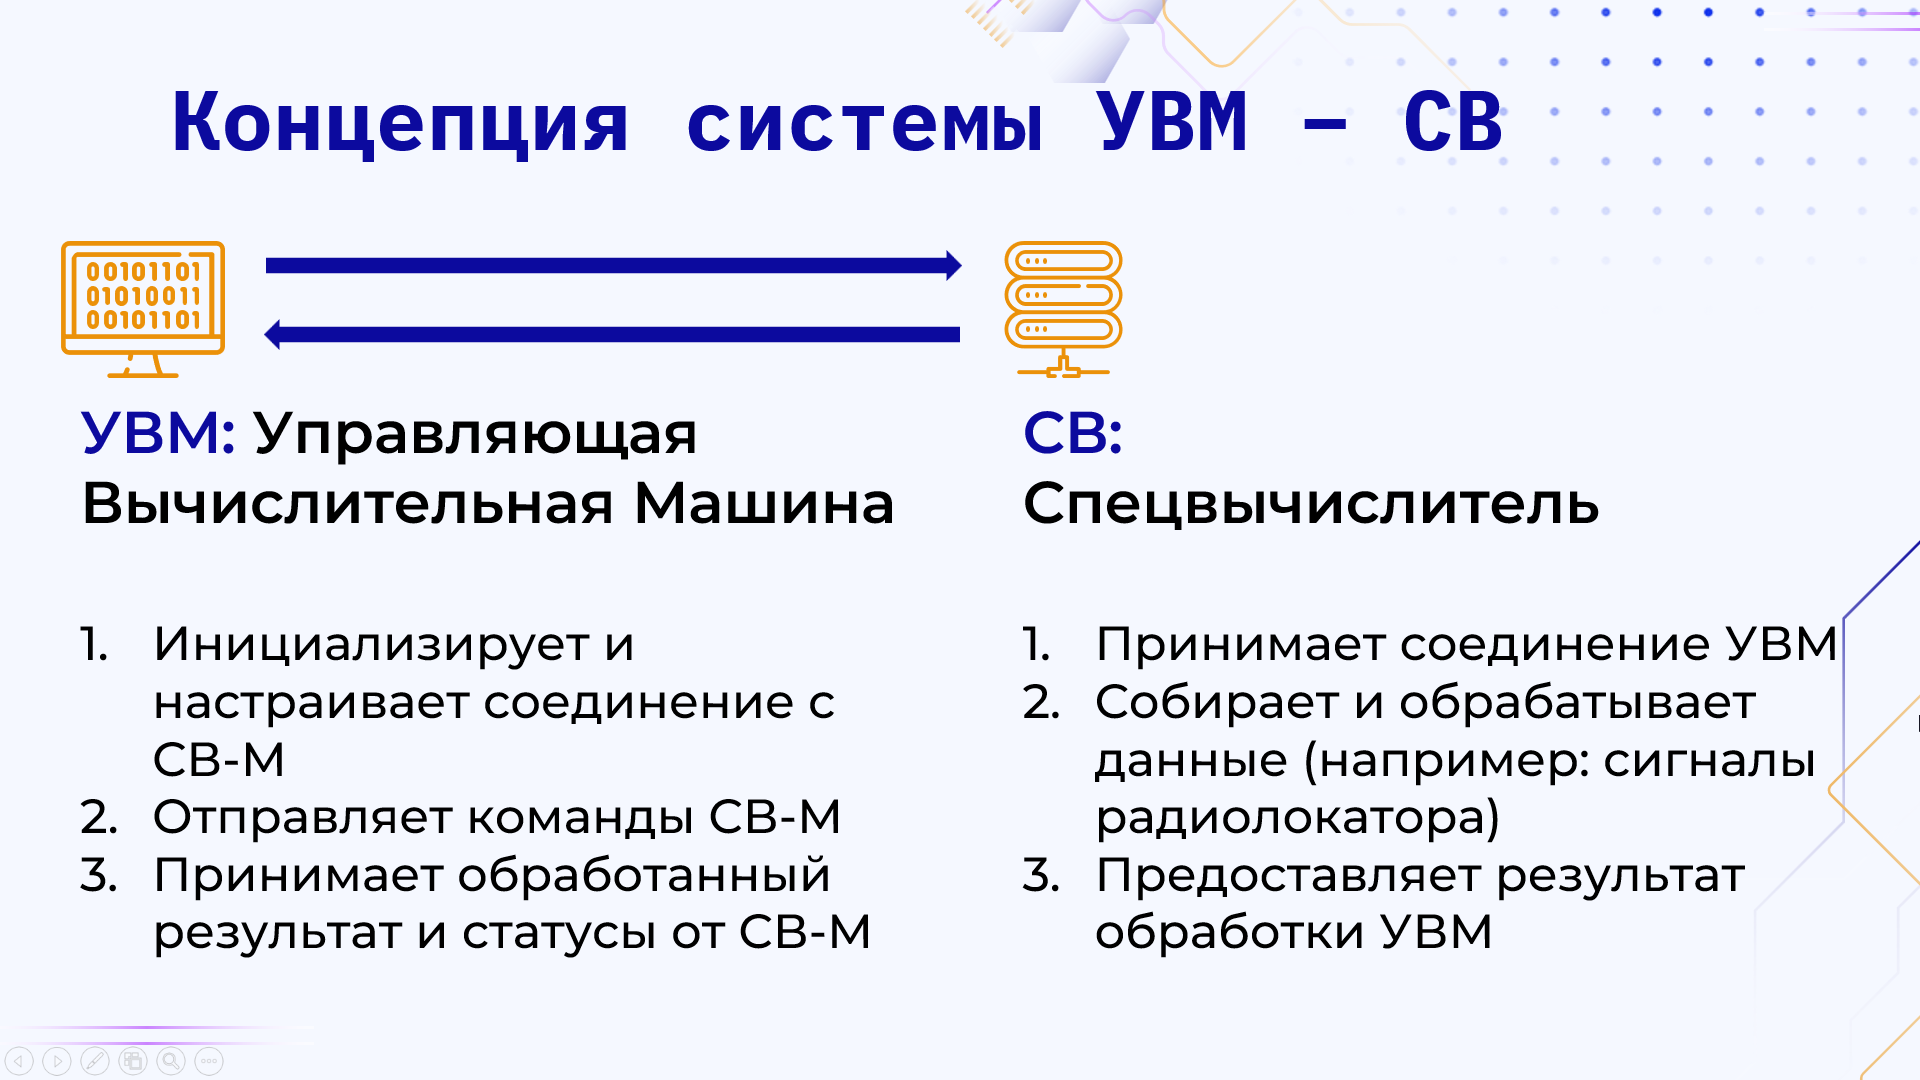 Концепция системы УВМ – СВ
00101101
01010011
00101101
УВМ: Управляющая
Вычислительная Машина
1. Инициализирует и
настраивает соединение с
СВ-М
2. Отправляет команды СВ-М
3. Принимает обработанный
результат и статусы от СВ-М
СВ:
Спецвычислитель
1. Принимает соединение УВМ
2. Собирает и обрабатывает
данные (например: сигналы
радиолокатора)
3. Предоставляет результат
обработки УВМ